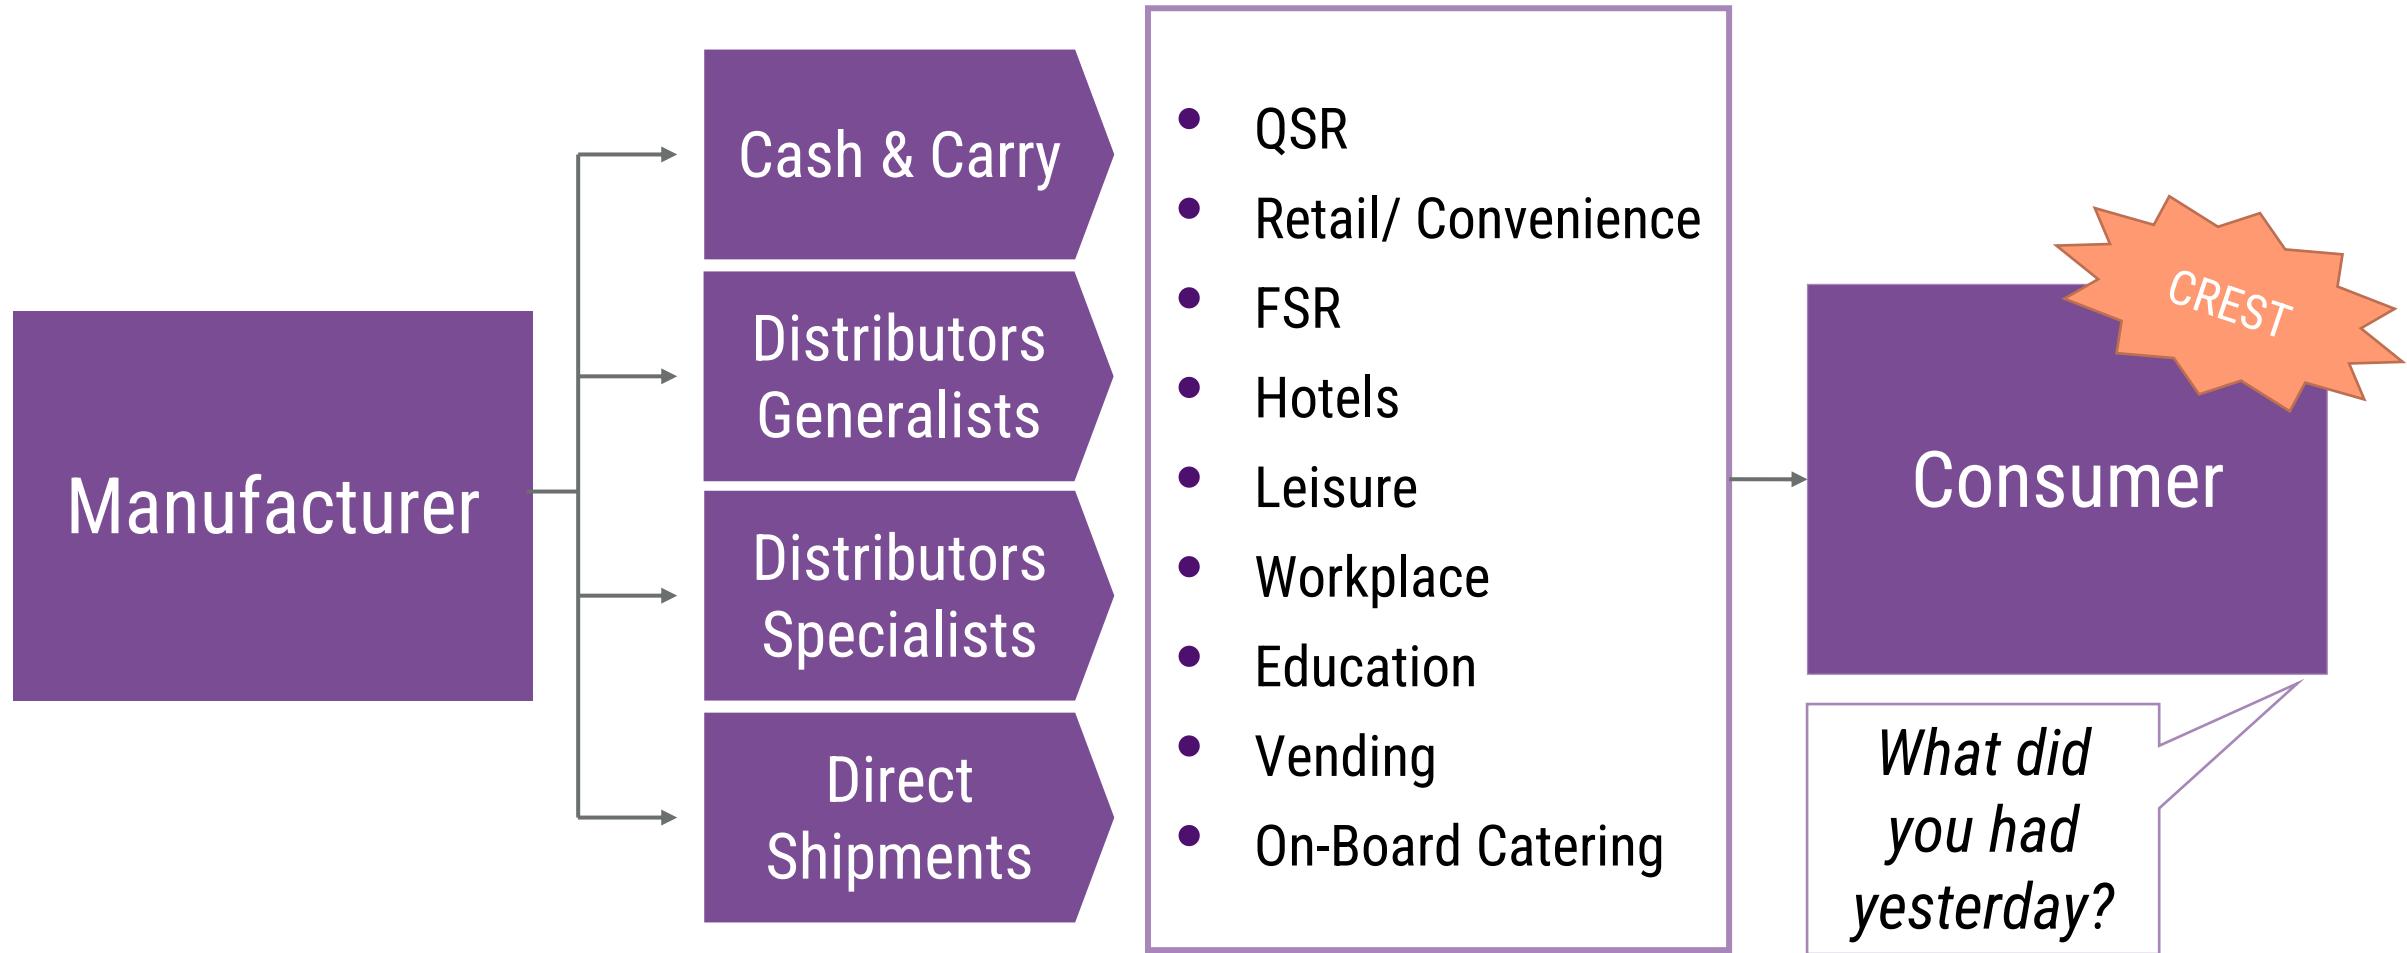 Manufacturer
Cash & Carry
Distributors
Generalists
Distributors
Specialists
Direct
Shipments
QSR
Retail/ Convenience
FSR
Hotels
Leisure
Workplace
Education
Vending
On-Board Catering
CREST
Consumer
What did
you had
yesterday?